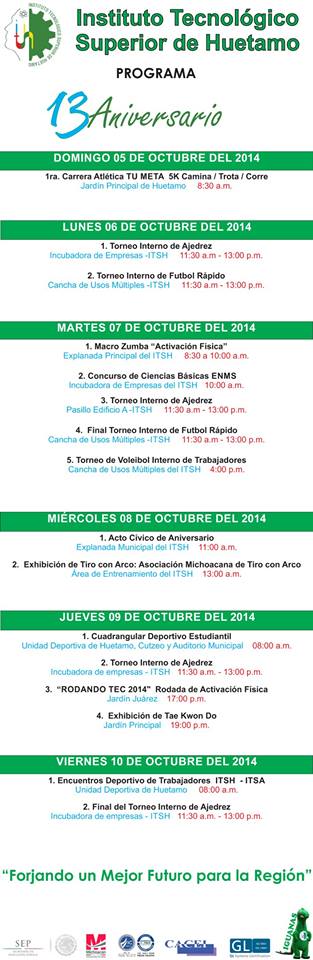 Instituto Tecnológico
Superior de Huetamo
INSTITUTO TECNOLÓGICO SUPERIOR DE HUETAMO
PROGRAMA
13 Aniversario
DOMINGO 05 DE OCTUBRE DEL 2014
1ra. Carrera Atlética TU META 5K Camina / Trota / Corre
Jardín Principal de Huetamo 8:30 a.m.
LUNES 06 DE OCTUBRE DEL 2014
1. Torneo Interno de Ajedrez
Incubadora de Empresas -ITSH 11:30 a.m - 13:00 p.m.
2. Torneo Interno de Futbol Rápido
Cancha de Usos Múltiples -ITSH 11:30 a.m - 13:00 p.m.
MARTES 07 DE OCTUBRE DEL 2014
1. Macro Zumba “Activación Fisica”
Explanada Principal del ITSH 8:30 a 10:00 a.m.
2. Concurso de Ciencias Básicas ENMS
Incubadora de Empresas del ITSH 10:00 a.m.
3. Torneo Interno de Ajedrez
Pasillo Edificio A -ITSH 11:30 a.m - 13:00 p.m.
4. Final Torneo Interno de Futbol Rápido
Cancha de Usos Múltiples -ITSH 11:30 a.m - 13:00 p.m.
5. Torneo de Voleibol Interno de Trabajadores
Cancha de Usos Múltiples del ITSH 4:00 p.m.
MIÉRCOLES 08 DE OCTUBRE DEL 2014
1. Acto Cívico de Aniversario
Explanada Municipal del ITSH 11:00 a.m.
2. Exhibición de Tiro con Arco: Asociación Michoacana de Tiro con Arco
Área de Entrenamiento del ITSH 13:00 a.m.
JUEVES 09 DE OCTUBRE DEL 2014
1. Cuadrangular Deportivo Estudiantil
Unidad Deportiva de Huetamo, Cutzeo y Auditorio Municipal 08:00 a.m.
2. Torneo Interno de Ajedrez
Incubadora de empresas - ITSH 11:30 a.m. - 13:00 p.m.
3. “RODANDO TEC 2014" Rodada de Activación Fisica
Jardín Juárez 17:00 p.m.
4. Exhibición de Tae Kwon Do
Jardín Principal 19:00 p.m.
VIERNES 10 DE OCTUBRE DEL 2014
1. Encuentros Deportivo de Trabajadores ITSH - ITSA
Unidad Deportiva de Huetamo 08:00 a.m.
2. Final del Torneo Interno de Ajedrez
Incubadora de empresas - ITSH 11:30 a.m. - 13:00 p.m.
“Forjando un Mejor Futuro para la Región”
SEP
CACEI
GL
IGUANAS